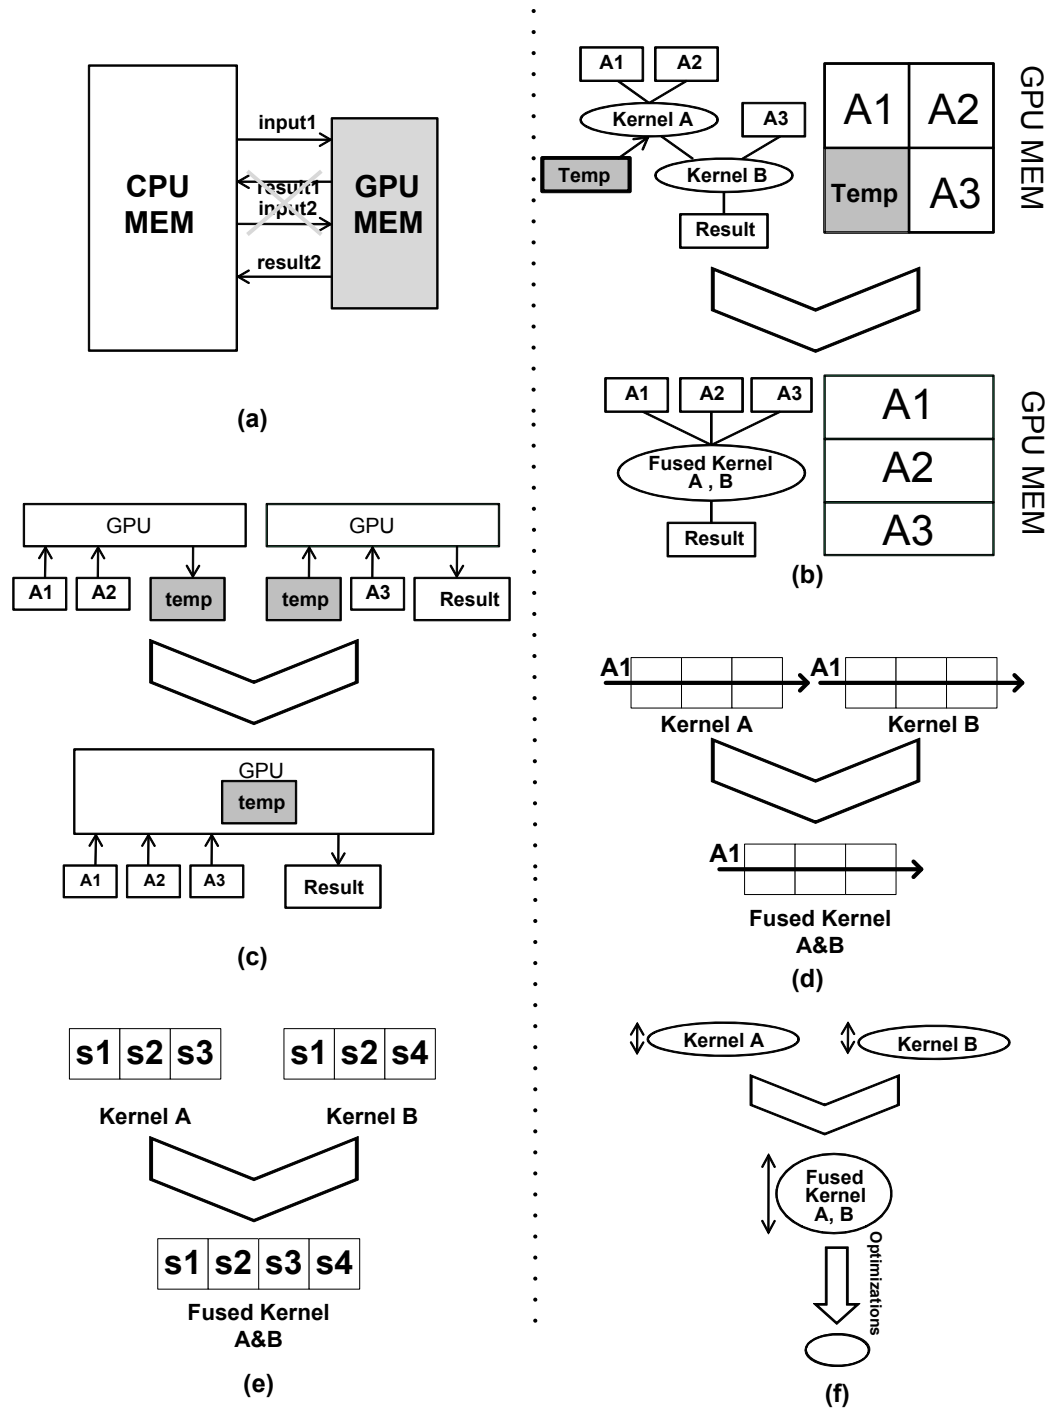 CPU
MEM
input1
result1
input2
result2
GPU
MEM
(a)
A1
A2
Kernel A
A3
Temp
Kernel B
Result
A1
A2
Temp
A3
GPU MEM
A1
A2
A3
Fused Kernel
A , B
Result
A1
A2
A3
GPU MEM
(b)
GPU
A1
A2
temp
GPU
temp
A3
Result
GPU
temp
A1
A2
A3
Result
(c)
A1
Kernel A
A1
Kernel B
A1
Fused Kernel
A&B
(d)
s1 s2 s3
Kernel A
s1 s2 s4
Kernel B
s1 s2 s3 s4
Fused Kernel
A&B
(e)
Kernel A
Kernel B
Fused
Kernel
A, B
Optimizations
(f)